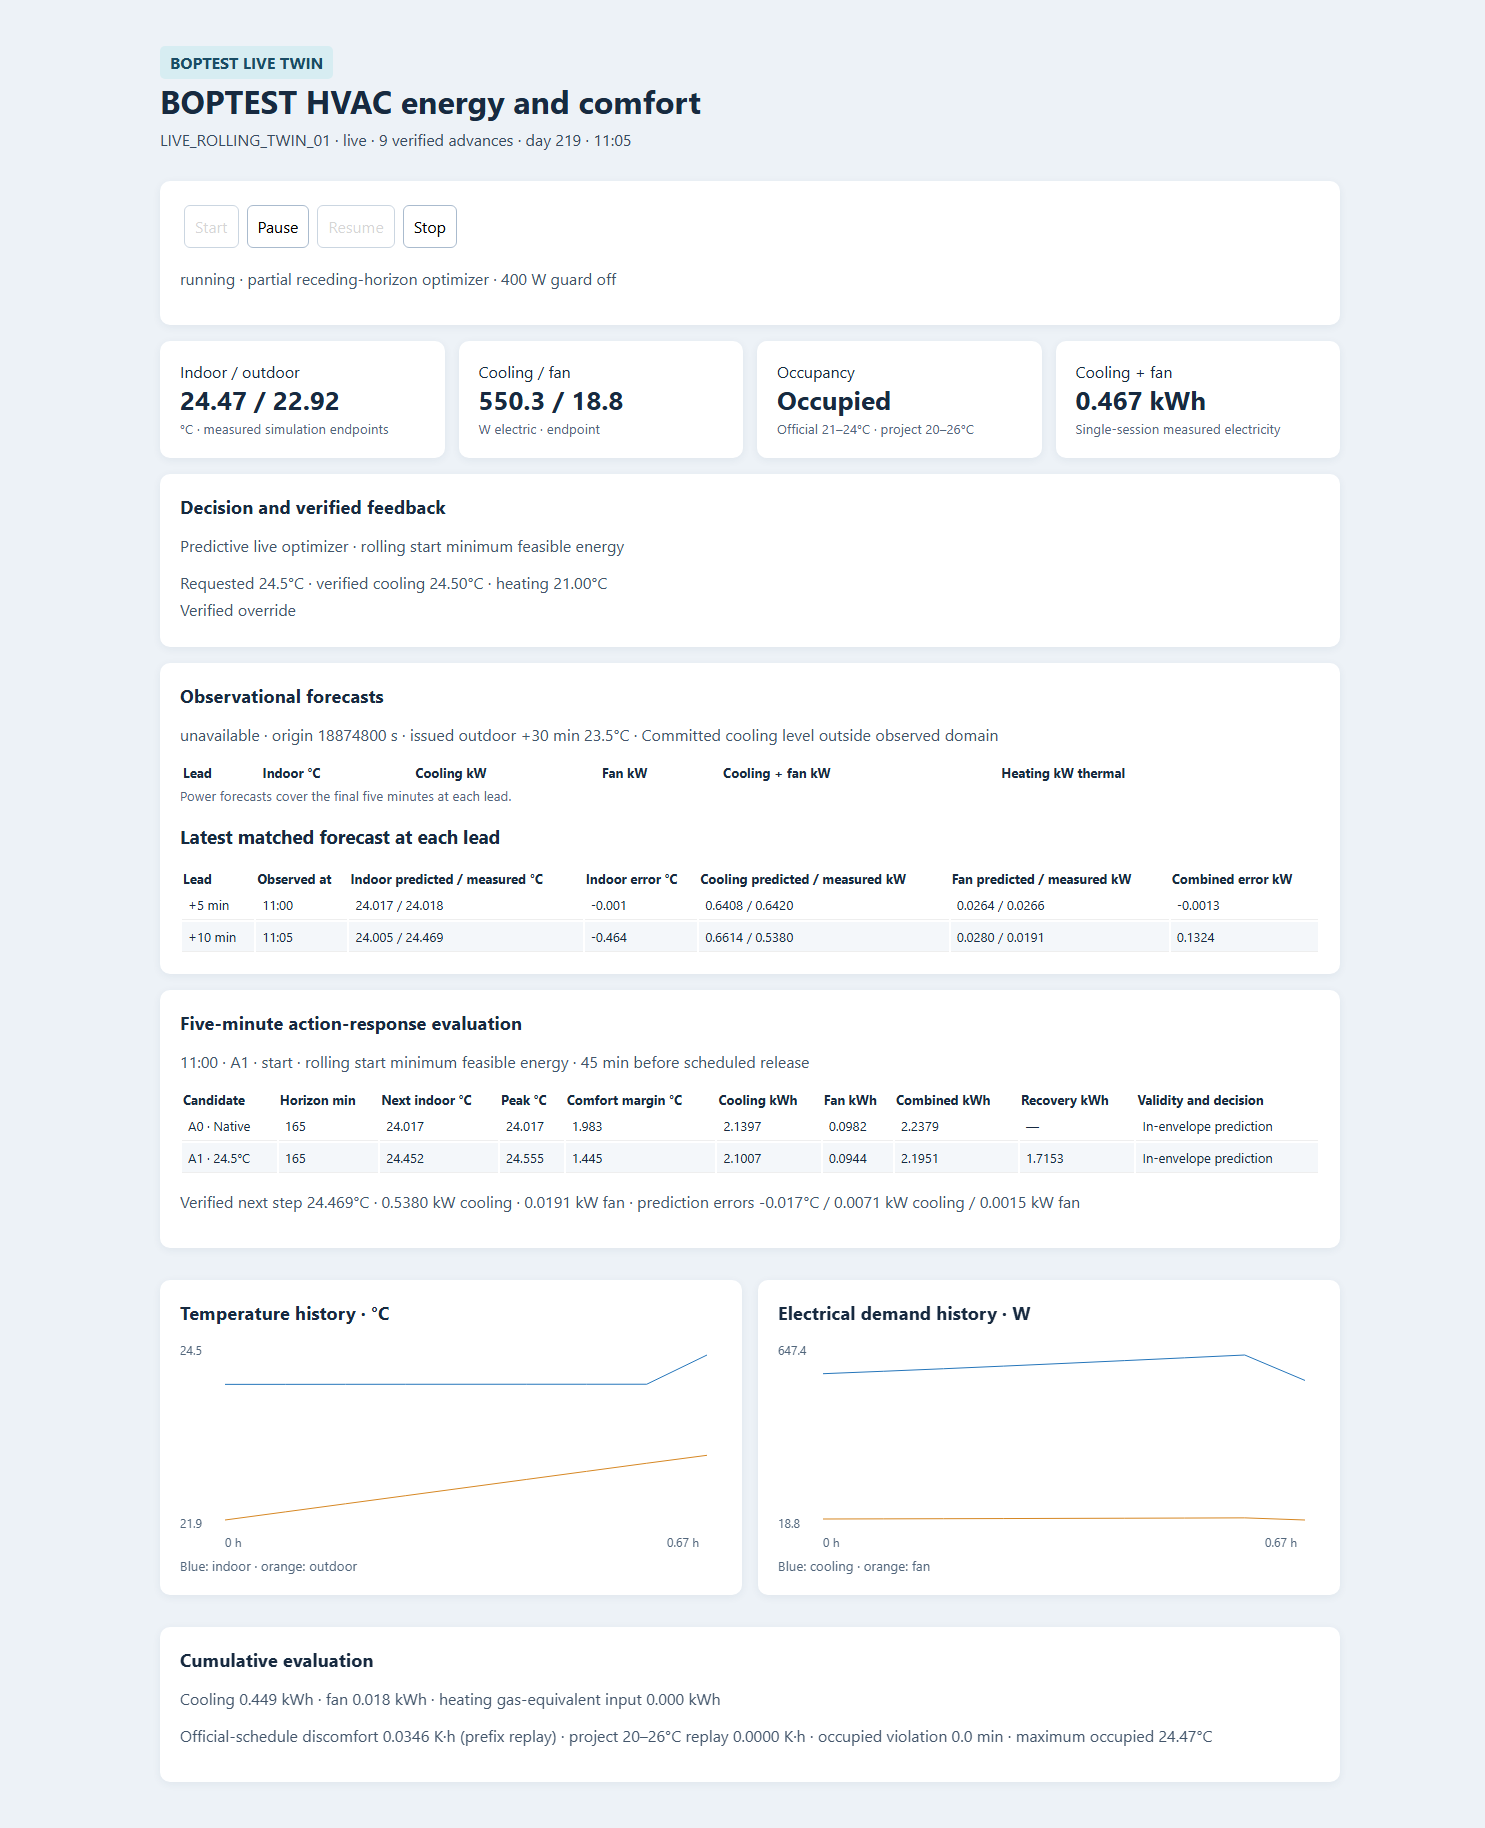 BOPTEST LIVE TWIN
BOPTEST HVAC energy and comfort
LIVE_ROLLING_TWIN_01 · live · 9 verified advances · day 219 · 11:05
Start Pause Resume Stop
running · partial receding-horizon optimizer · 400 W guard off
Indoor / outdoor
24.47 / 22.92
°C · measured simulation endpoints
Cooling / fan
550.3 / 18.8
W electric · endpoint
Occupancy
Occupied
Official 21–24°C · project 20–26°C
Cooling + fan
0.467 kWh
Single-session measured electricity
Decision and verified feedback
Predictive live optimizer · rolling start minimum feasible energy
Requested 24.5°C · verified cooling 24.50°C · heating 21.00°C
Verified override
Observational forecasts
unavailable · origin 18874800 s · issued outdoor +30 min 23.5°C · Committed cooling level outside observed domain
Lead Indoor °C Cooling kW Fan kW Cooling + fan kW Heating kW thermal
Power forecasts cover the final five minutes at each lead.
Latest matched forecast at each lead
Lead Observed at Indoor predicted / measured °C Indoor error °C Cooling predicted / measured kW Fan predicted / measured kW Combined error kW
+5 min 11:00 24.017 / 24.018 -0.001 0.6408 / 0.6420 0.0264 / 0.0266 -0.0013
+10 min 11:05 24.005 / 24.469 -0.464 0.6614 / 0.5380 0.0280 / 0.0191 0.1324
Five-minute action-response evaluation
11:00 · A1 · start · rolling start minimum feasible energy · 45 min before scheduled release
Candidate Horizon min Next indoor °C Peak °C Comfort margin °C Cooling kWh Fan kWh Combined kWh Recovery kWh Validity and decision
A0 · Native 165 24.017 24.017 1.983 2.1397 0.0982 2.2379 — In-envelope prediction
A1 · 24.5°C 165 24.452 24.555 1.445 2.1007 0.0944 2.1951 1.7153 In-envelope prediction
Verified next step 24.469°C · 0.5380 kW cooling · 0.0191 kW fan · prediction errors -0.017°C / 0.0071 kW cooling / 0.0015 kW fan
Temperature history · °C
24.5
21.9
0 h 0.67 h
Blue: indoor · orange: outdoor
Electrical demand history · W
647.4
18.8
0 h 0.67 h
Blue: cooling · orange: fan
Cumulative evaluation
Cooling 0.449 kWh · fan 0.018 kWh · heating gas-equivalent input 0.000 kWh
Official-schedule discomfort 0.0346 K·h (prefix replay) · project 20–26°C replay 0.0000 K·h · occupied violation 0.0 min · maximum occupied 24.47°C